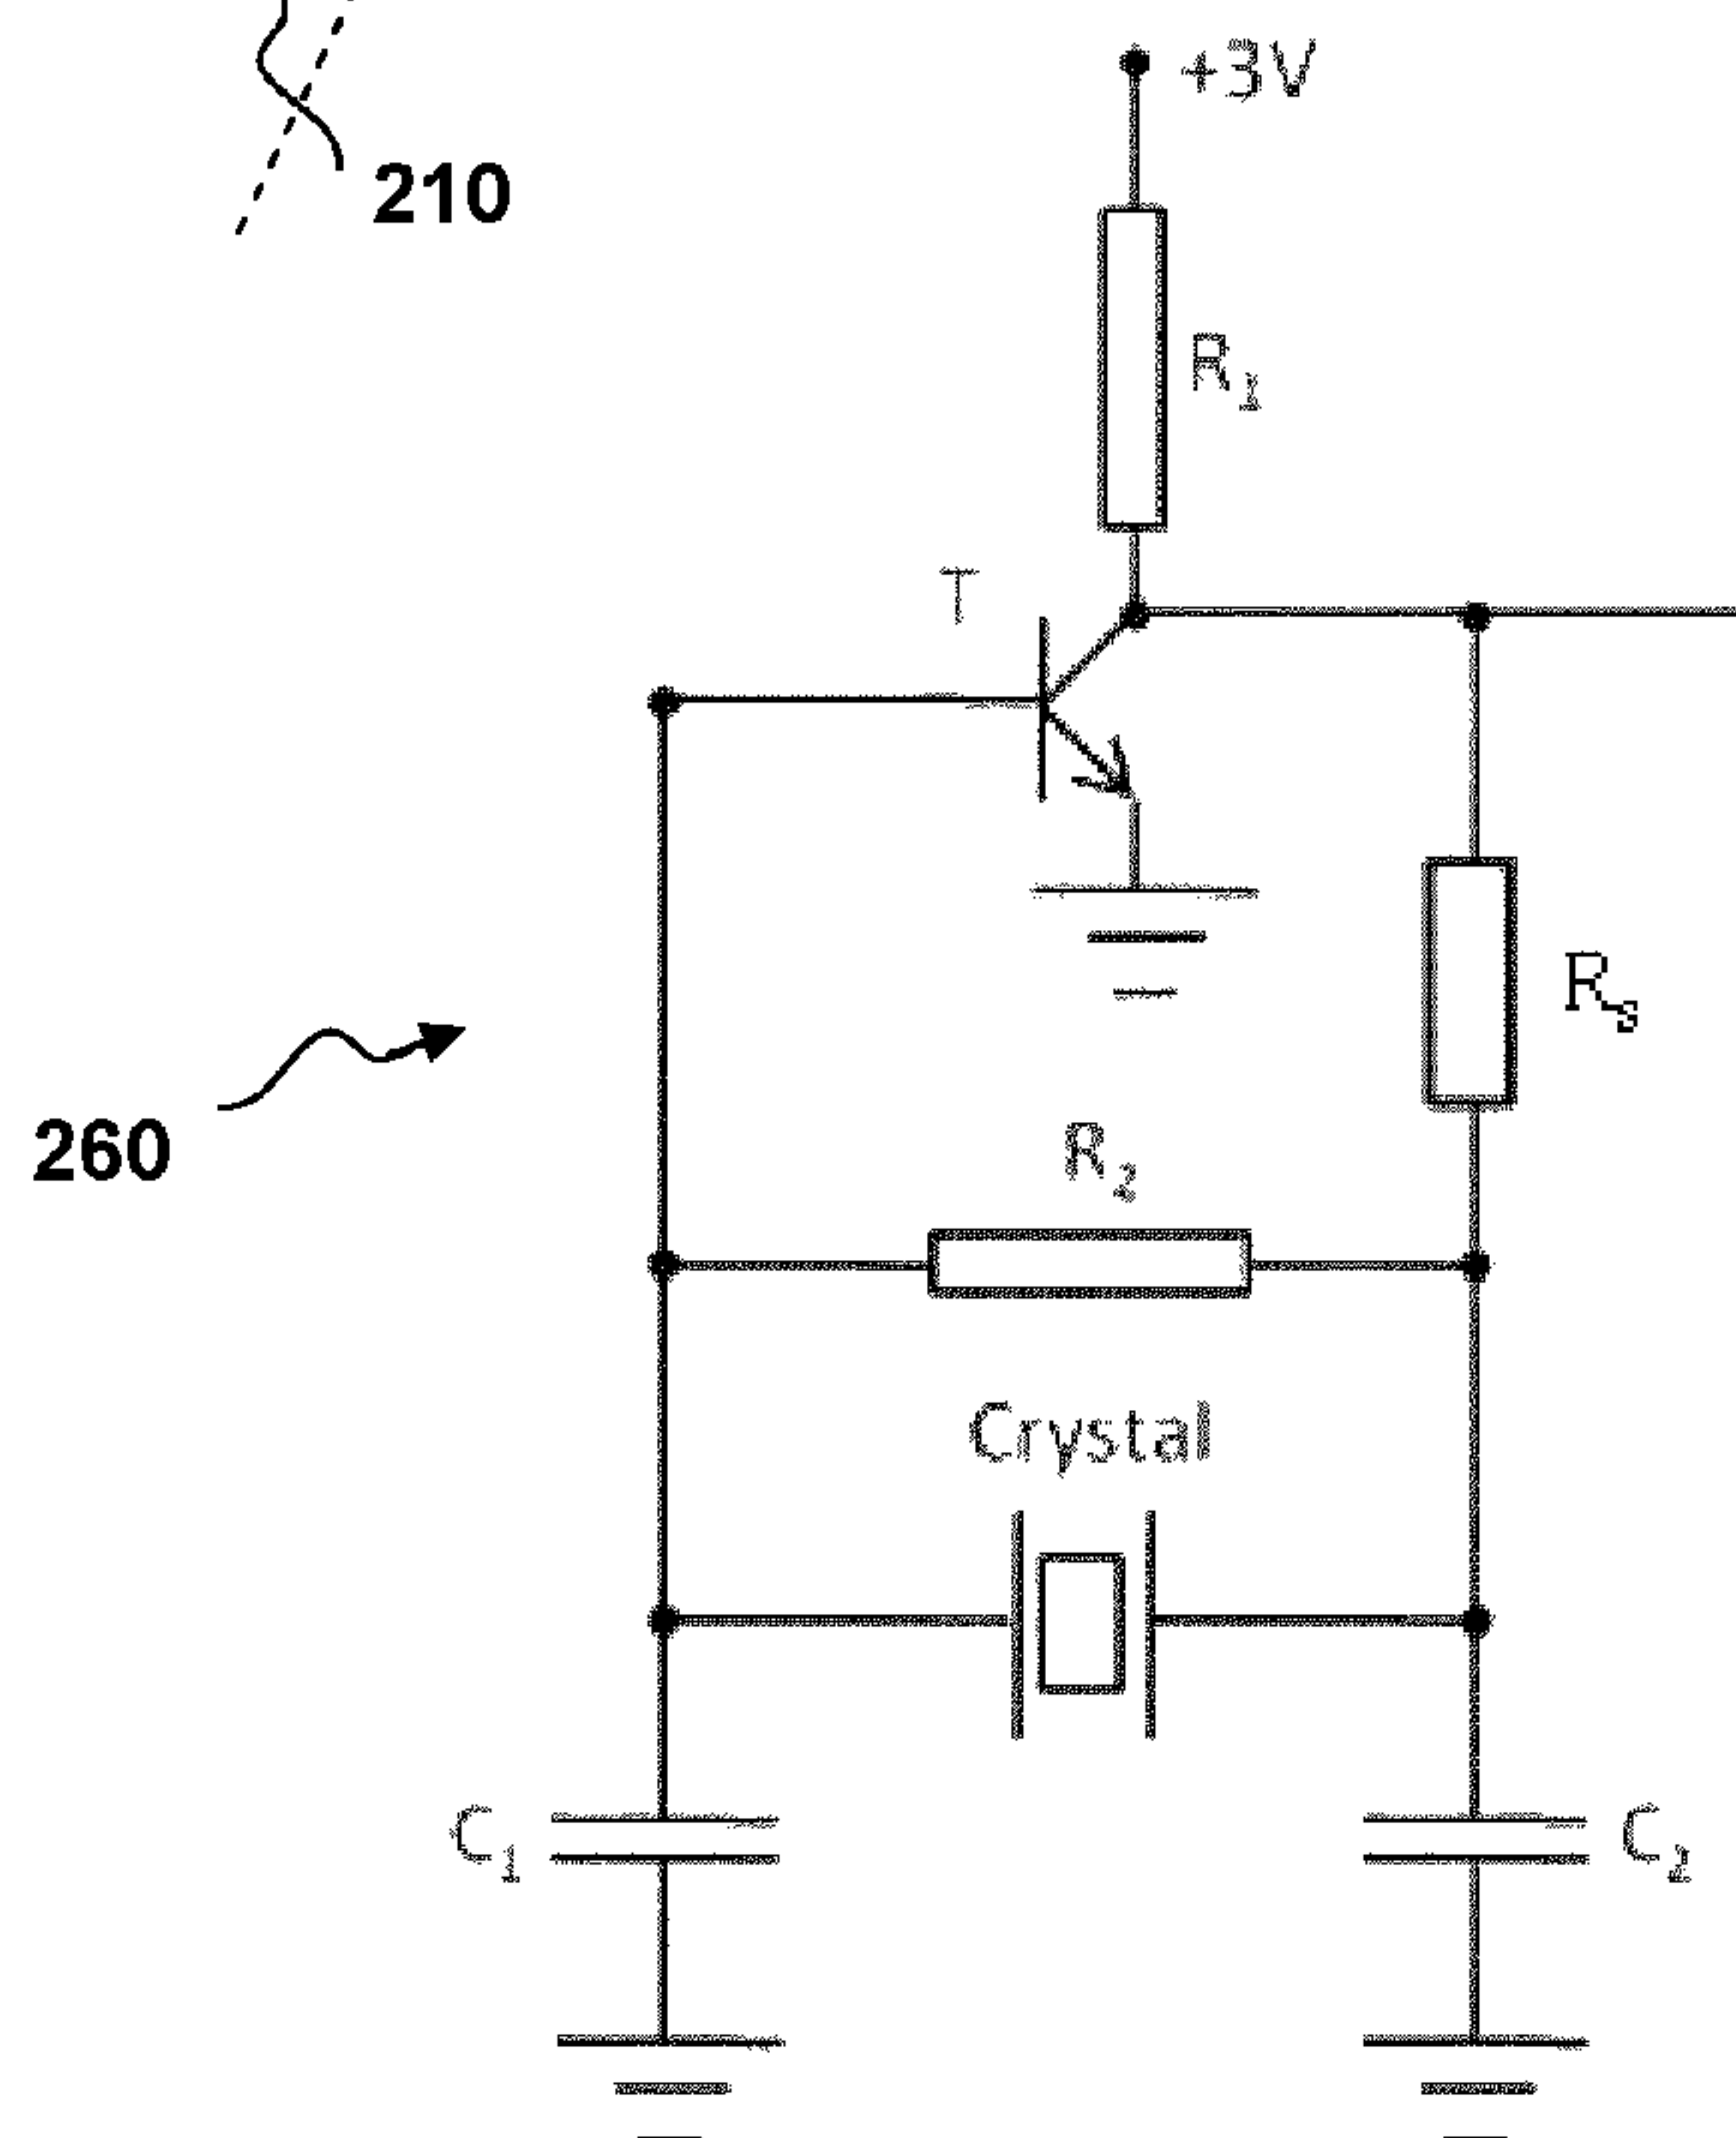 +3V
210
R₁
T
Rₛ
260
R₂
Crystal
C₁
C₂